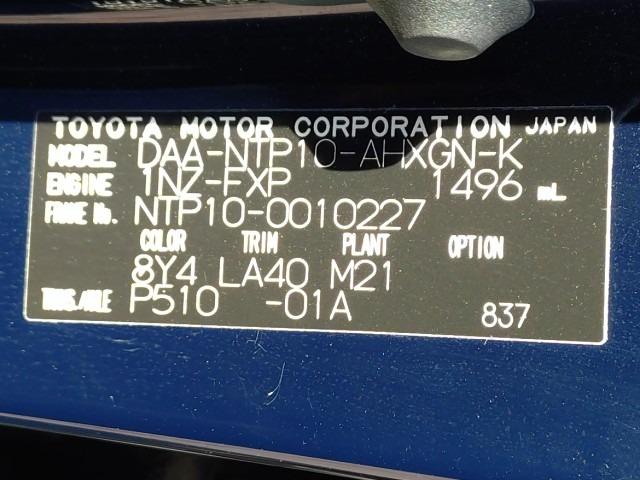 TOYOTA MOTOR CORPORATION JAPAN
MODEL DAA-NTP10-AHXGN-K
ENGINE 1NZ-FXP 1496 mL
FRAME No. NTP10-0010227
COLOR TRIM PLANT OPTION
8Y4 LA40 M21
TRANS./AXLE P510 -01A 837